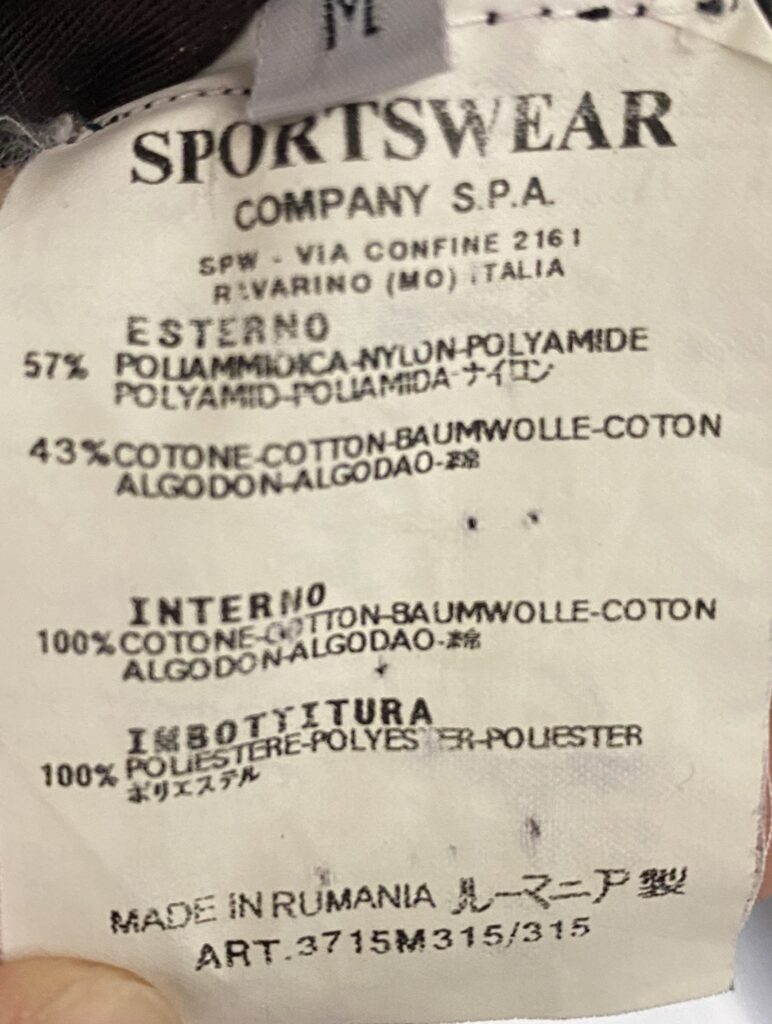 M
SPORTSWEAR
COMPANY S.P.A.
SPW - VIA CONFINE 2161
RAVARINO (MO) ITALIA
ESTERNO
57% POLIAMMIDICA-NYLON-POLYAMIDE
POLYAMID-POLIAMIDA-ナイロン
43% COTONE-COTTON-BAUMWOLLE-COTON
ALGODON-ALGODAO-綿
INTERNO
100% COTONE-COTTON-BAUMWOLLE-COTON
ALGODON-ALGODAO-綿
IMBOTTITURA
100% POLIESTERE-POLYESTER-POLIESTER
ポリエステル
MADE IN RUMANIA ルーマニア製
ART.3715M315/315